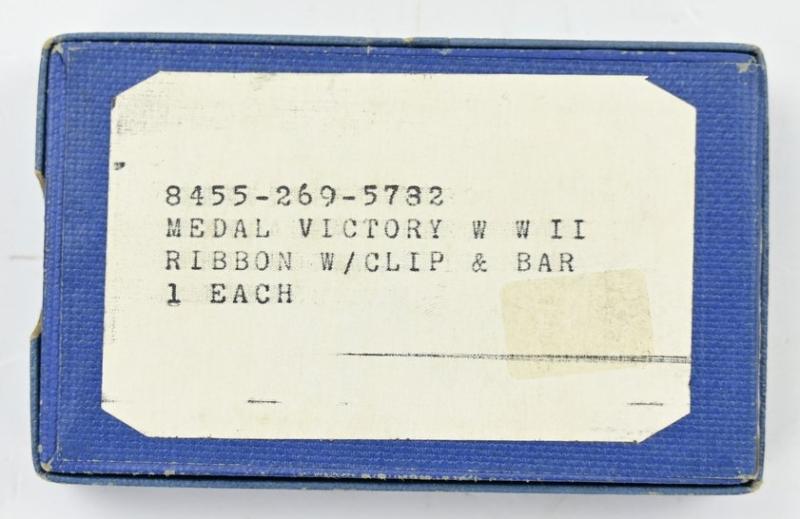 8455-269-5782
MEDAL VICTORY W W II
RIBBON W/CLIP & BAR
1 EACH